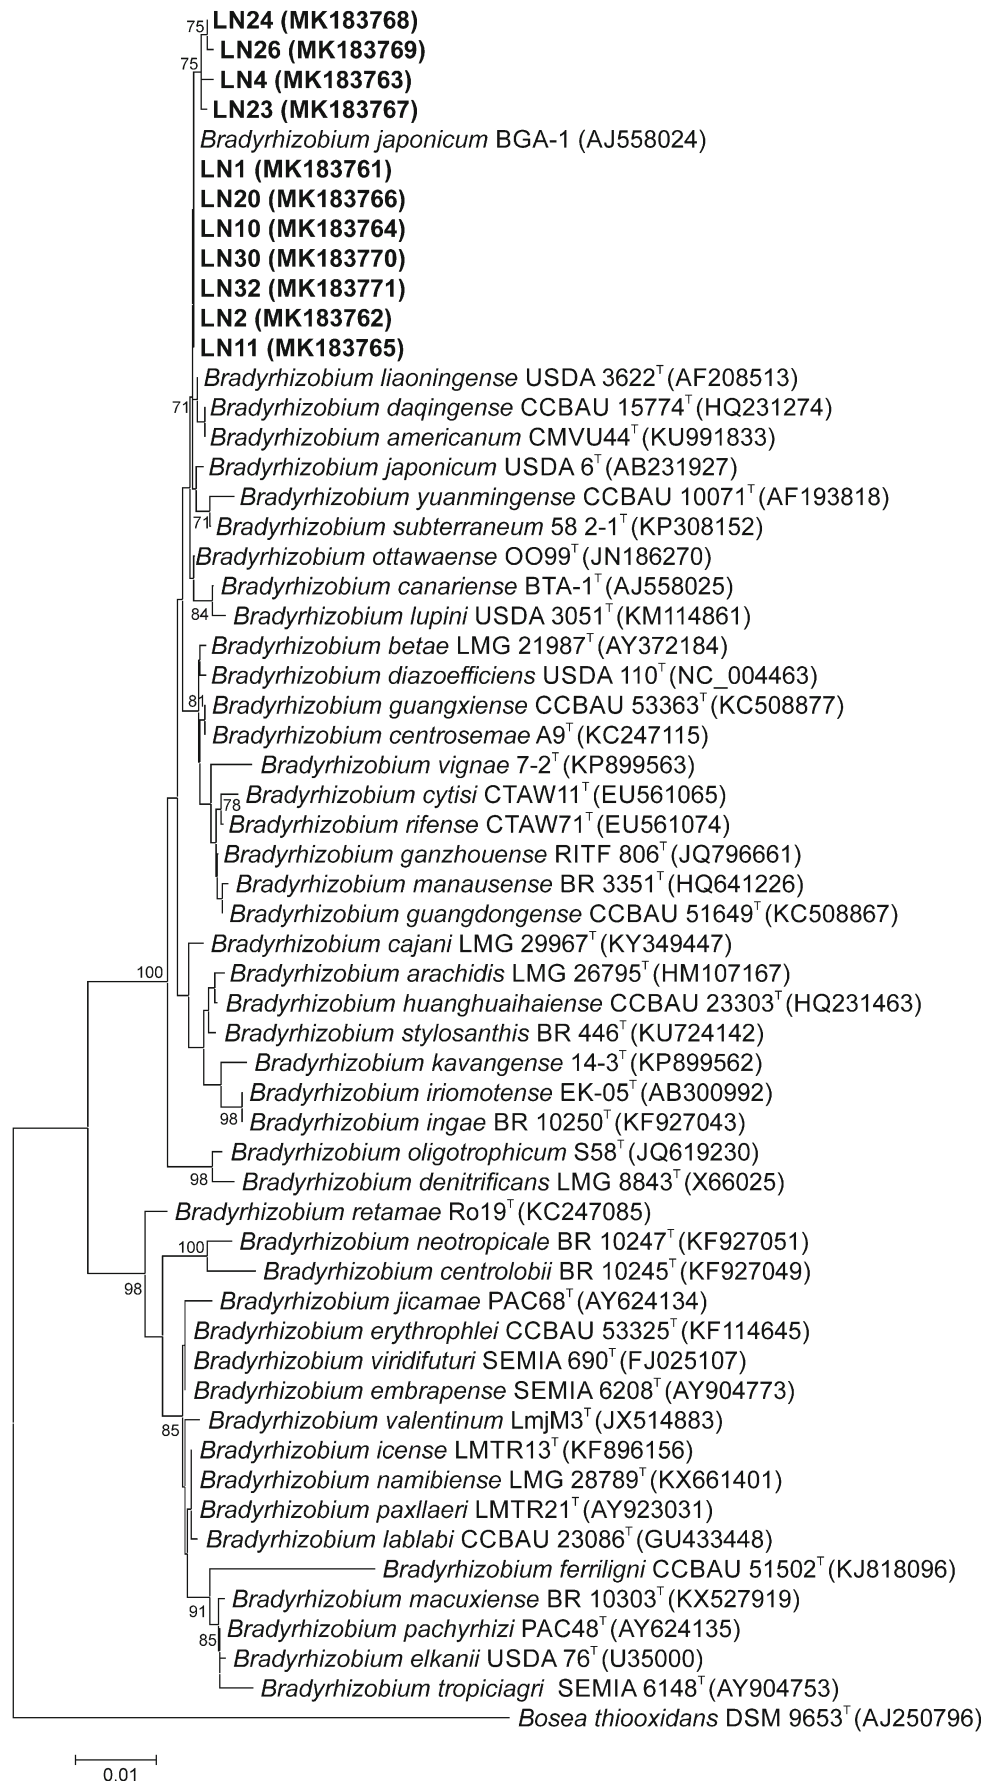 75
LN24 (MK183768)
LN26 (MK183769)
75
LN4 (MK183763)
LN23 (MK183767)
Bradyrhizobium japonicum BGA-1 (AJ558024)
LN1 (MK183761)
LN20 (MK183766)
LN10 (MK183764)
LN30 (MK183770)
LN32 (MK183771)
LN2 (MK183762)
LN11 (MK183765)
Bradyrhizobium liaoningense USDA 3622T (AF208513)
71
Bradyrhizobium daqingense CCBAU 15774T (HQ231274)
Bradyrhizobium americanum CMVU44T (KU991833)
Bradyrhizobium japonicum USDA 6T (AB231927)
Bradyrhizobium yuanmingense CCBAU 10071T (AF193818)
71
Bradyrhizobium subterraneum 58 2-1T (KP308152)
Bradyrhizobium ottawaense OO99T (JN186270)
Bradyrhizobium canariense BTA-1T (AJ558025)
84
Bradyrhizobium lupini USDA 3051T (KM114861)
Bradyrhizobium betae LMG 21987T (AY372184)
Bradyrhizobium diazoefficiens USDA 110T (NC_004463)
81
Bradyrhizobium guangxiense CCBAU 53363T (KC508877)
Bradyrhizobium centrosemae A9T (KC247115)
Bradyrhizobium vignae 7-2T (KP899563)
Bradyrhizobium cytisi CTAW11T (EU561065)
78
Bradyrhizobium rifense CTAW71T (EU561074)
Bradyrhizobium ganzhouense RITF 806T (JQ796661)
Bradyrhizobium manausense BR 3351T (HQ641226)
Bradyrhizobium guangdongense CCBAU 51649T (KC508867)
Bradyrhizobium cajani LMG 29967T (KY349447)
100
Bradyrhizobium arachidis LMG 26795T (HM107167)
Bradyrhizobium huanghuaihaiense CCBAU 23303T (HQ231463)
Bradyrhizobium stylosanthis BR 446T (KU724142)
Bradyrhizobium kavangense 14-3T (KP899562)
Bradyrhizobium iriomotense EK-05T (AB300992)
98
Bradyrhizobium ingae BR 10250T (KF927043)
Bradyrhizobium oligotrophicum S58T (JQ619230)
98
Bradyrhizobium denitrificans LMG 8843T (X66025)
Bradyrhizobium retamae Ro19T (KC247085)
100
Bradyrhizobium neotropicale BR 10247T (KF927051)
Bradyrhizobium centrolobii BR 10245T (KF927049)
98
Bradyrhizobium jicamae PAC68T (AY624134)
Bradyrhizobium erythrophlei CCBAU 53325T (KF114645)
Bradyrhizobium viridifuturi SEMIA 690T (FJ025107)
Bradyrhizobium embrapense SEMIA 6208T (AY904773)
85
Bradyrhizobium valentinum LmjM3T (JX514883)
Bradyrhizobium icense LMTR13T (KF896156)
Bradyrhizobium namibiense LMG 28789T (KX661401)
Bradyrhizobium paxllaeri LMTR21T (AY923031)
Bradyrhizobium lablabi CCBAU 23086T (GU433448)
Bradyrhizobium ferriligni CCBAU 51502T (KJ818096)
91
Bradyrhizobium macuxiense BR 10303T (KX527919)
85
Bradyrhizobium pachyrhizi PAC48T (AY624135)
Bradyrhizobium elkanii USDA 76T (U35000)
Bradyrhizobium tropiciagri SEMIA 6148T (AY904753)
Bosea thiooxidans DSM 9653T (AJ250796)
0.01